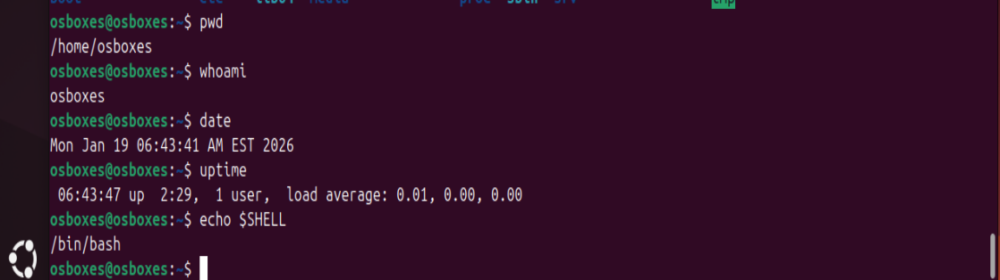 osboxes@osboxes:~$ pwd
/home/osboxes
osboxes@osboxes:~$ whoami
osboxes
osboxes@osboxes:~$ date
Mon Jan 19 06:43:41 AM EST 2026
osboxes@osboxes:~$ uptime
 06:43:47 up  2:29,  1 user,  load average: 0.01, 0.00, 0.00
osboxes@osboxes:~$ echo $SHELL
/bin/bash
osboxes@osboxes:~$